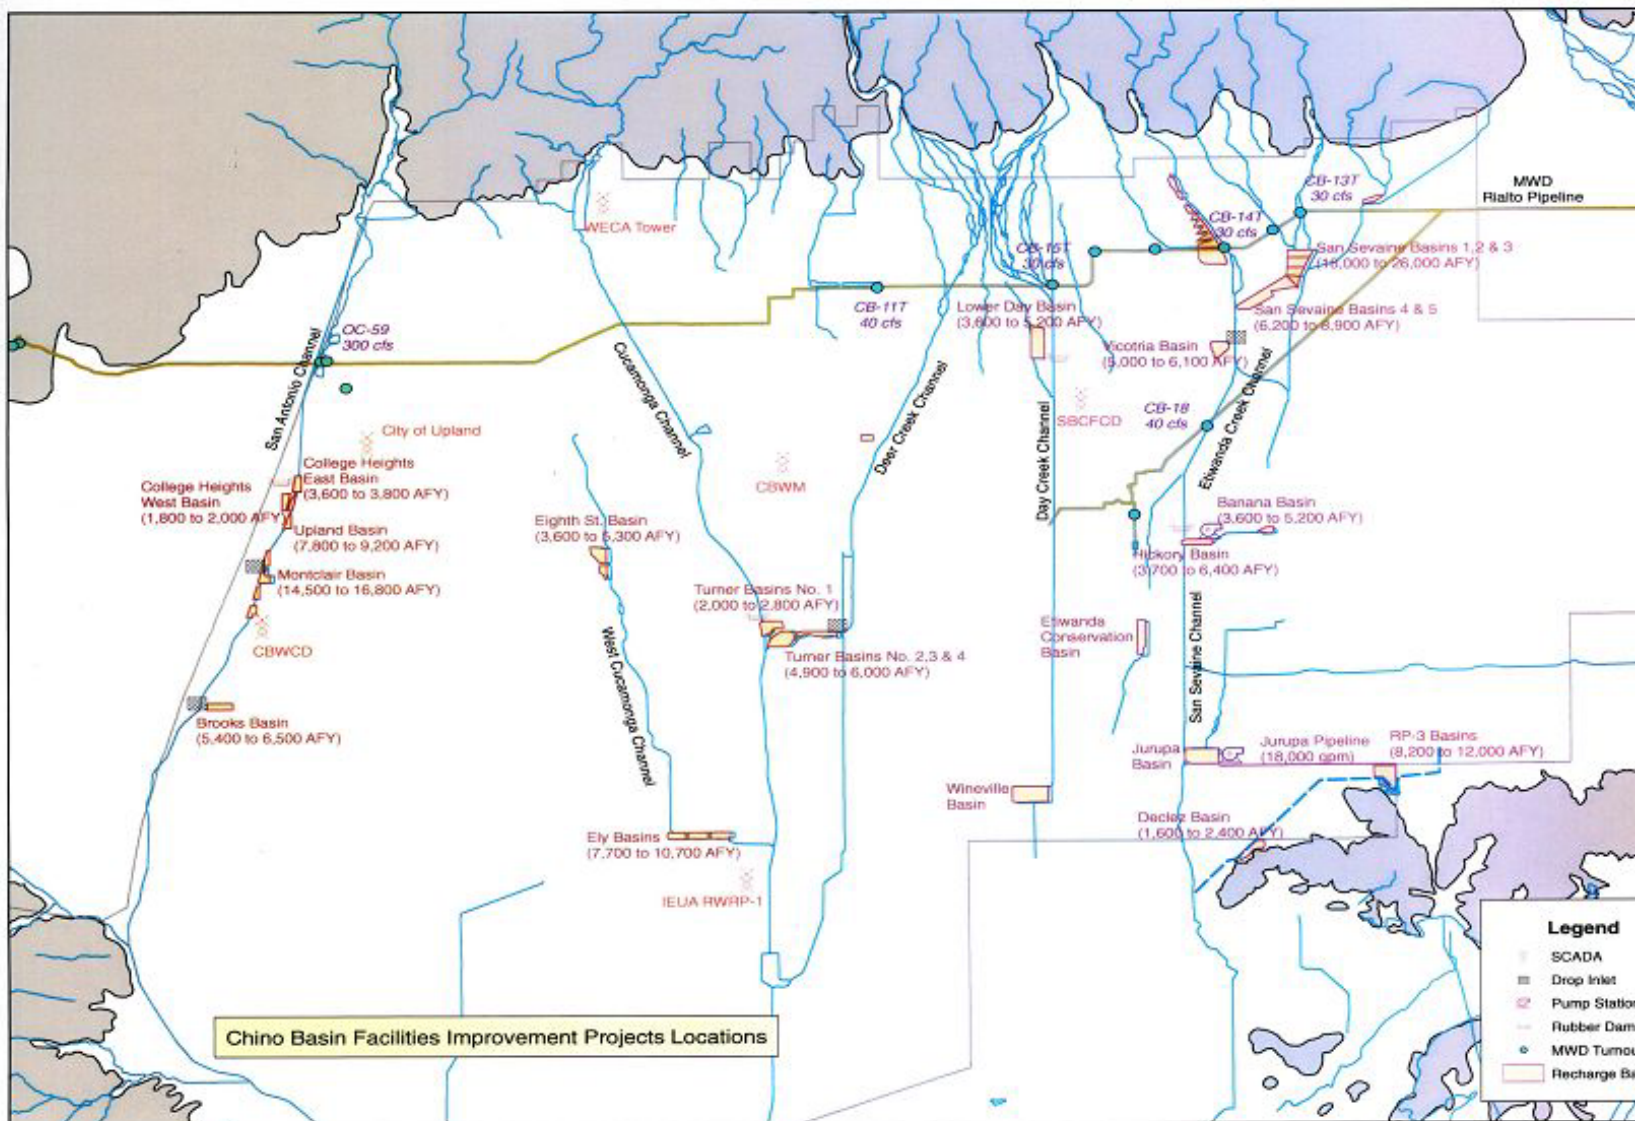 MWD
Rialto Pipeline
CB-13T
30 cfs
WECA Tower
CB-14T
30 cfs
CB-15T
30 cfs
San Sevaine Basins 1,2 & 3
(18,000 to 26,000 AFY)
CB-11T
40 cfs
Lower Day Basin
(3,600 to 5,200 AFY)
San Sevaine Basins 4 & 5
(6,200 to 8,900 AFY)
OC-59
300 cfs
Vicotria Basin
(5,000 to 6,100 AFY)
San Antonio Channel
Cucamonga Channel
Deer Creek Channel
Day Creek Channel
Etiwanda Creek Channel
SBCFCD
CB-18
40 cfs
City of Upland
College Heights
East Basin
(3,600 to 3,800 AFY)
College Heights
West Basin
(1,800 to 2,000 AFY)
CBWM
Upland Basin
(7,800 to 9,200 AFY)
Eighth St. Basin
(3,600 to 5,300 AFY)
Banana Basin
(3,600 to 5,200 AFY)
Hickory Basin
(3,700 to 6,400 AFY)
Montclair Basin
(14,500 to 16,800 AFY)
Turner Basins No. 1
(2,000 to 2,800 AFY)
Etiwanda
Conservation
Basin
CBWCD
West Cucamonga Channel
Turner Basins No. 2,3 & 4
(4,900 to 6,000 AFY)
San Sevaine Channel
Brooks Basin
(5,400 to 6,500 AFY)
Jurupa
Basin
Jurupa Pipeline
(18,000 gpm)
RP-3 Basins
(8,200 to 12,000 AFY)
Wineville
Basin
Declez Basin
(1,600 to 2,400 AFY)
Ely Basins
(7,700 to 10,700 AFY)
IEUA RWRP-1
Legend
SCADA
Drop Inlet
Pump Station
Rubber Dam
MWD Turnou
Recharge Ba
Chino Basin Facilities Improvement Projects Locations